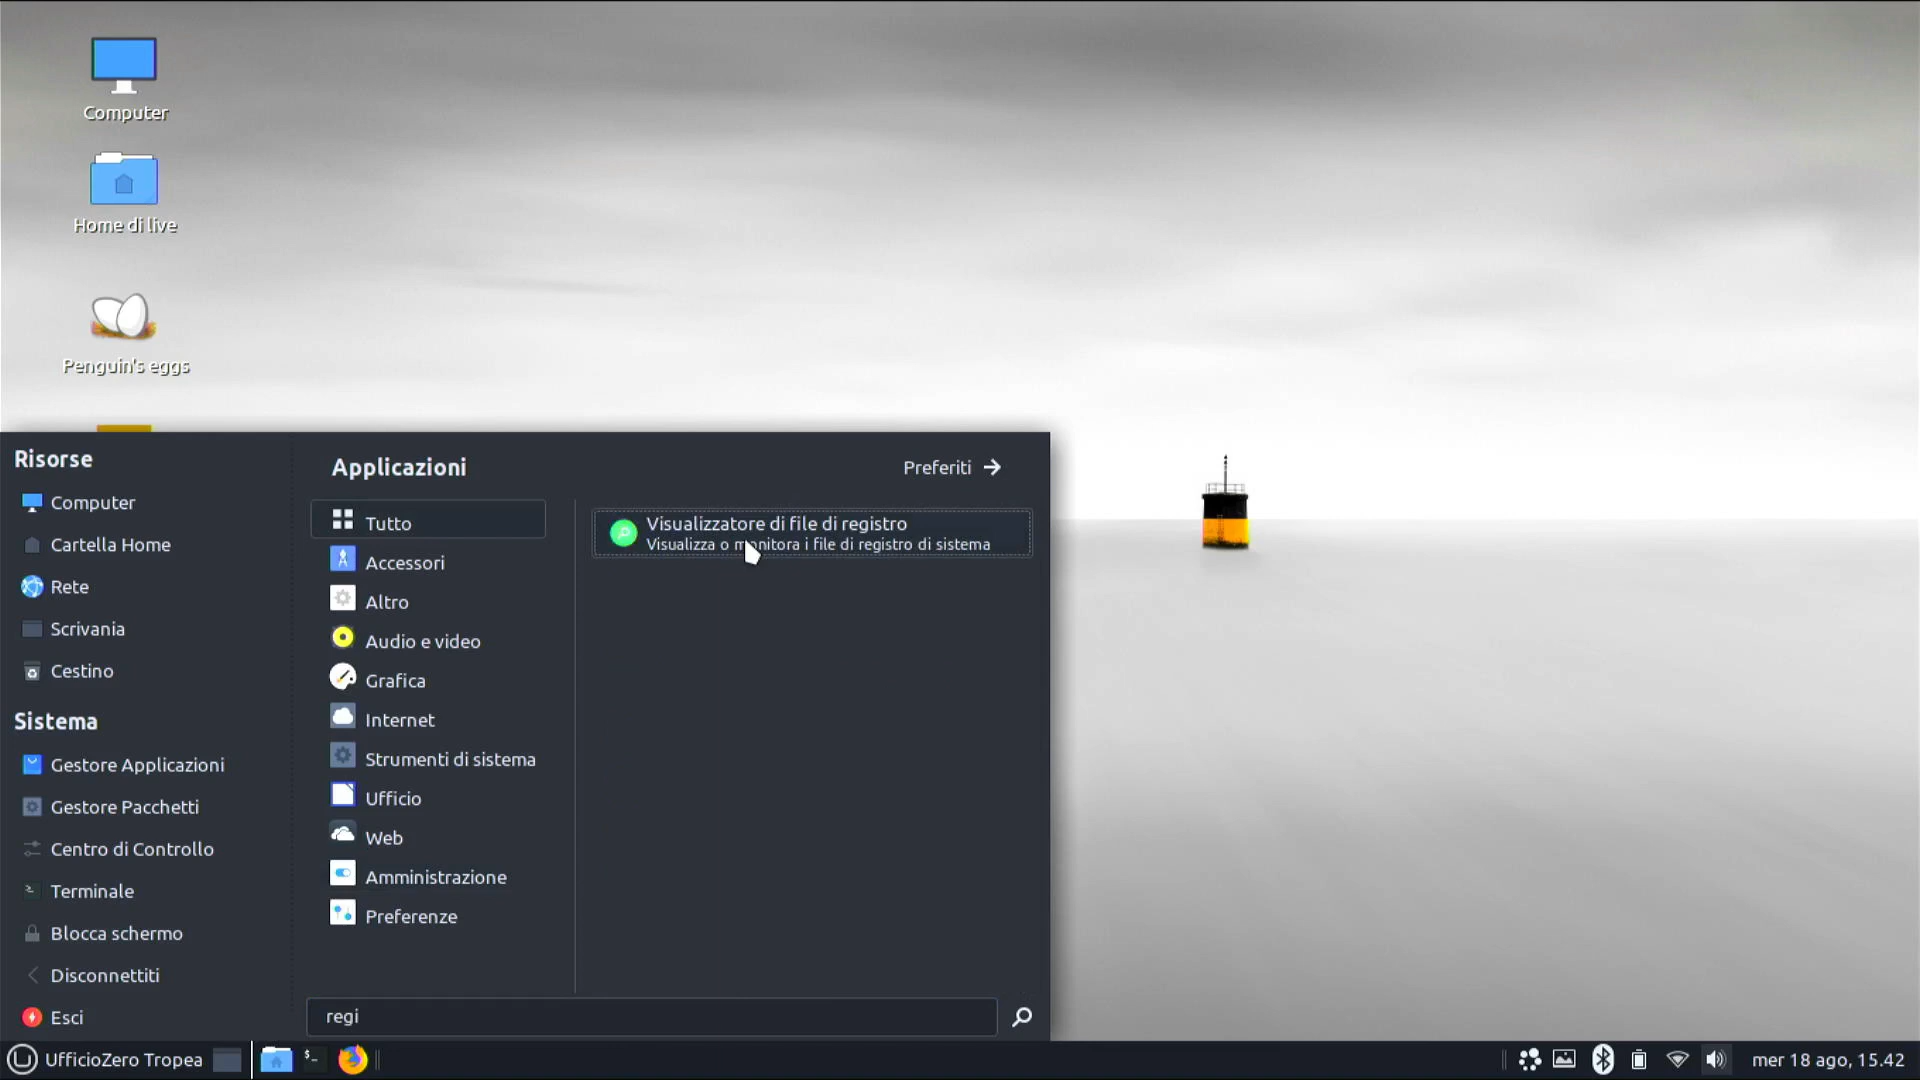 Computer
Home di live
Penguin's eggs
Risorse
Computer
Cartella Home
Rete
Scrivania
Cestino
Sistema
Gestore Applicazioni
Gestore Pacchetti
Centro di Controllo
Terminale
Blocca schermo
Disconnettiti
Esci
Applicazioni
Preferiti
Tutto
Accessori
Altro
Audio e video
Grafica
Internet
Strumenti di sistema
Ufficio
Web
Amministrazione
Preferenze
Visualizzatore di file di registro
Visualizza o monitora i file di registro di sistema
regi
UfficioZero Tropea
$_
mer 18 ago, 15.42